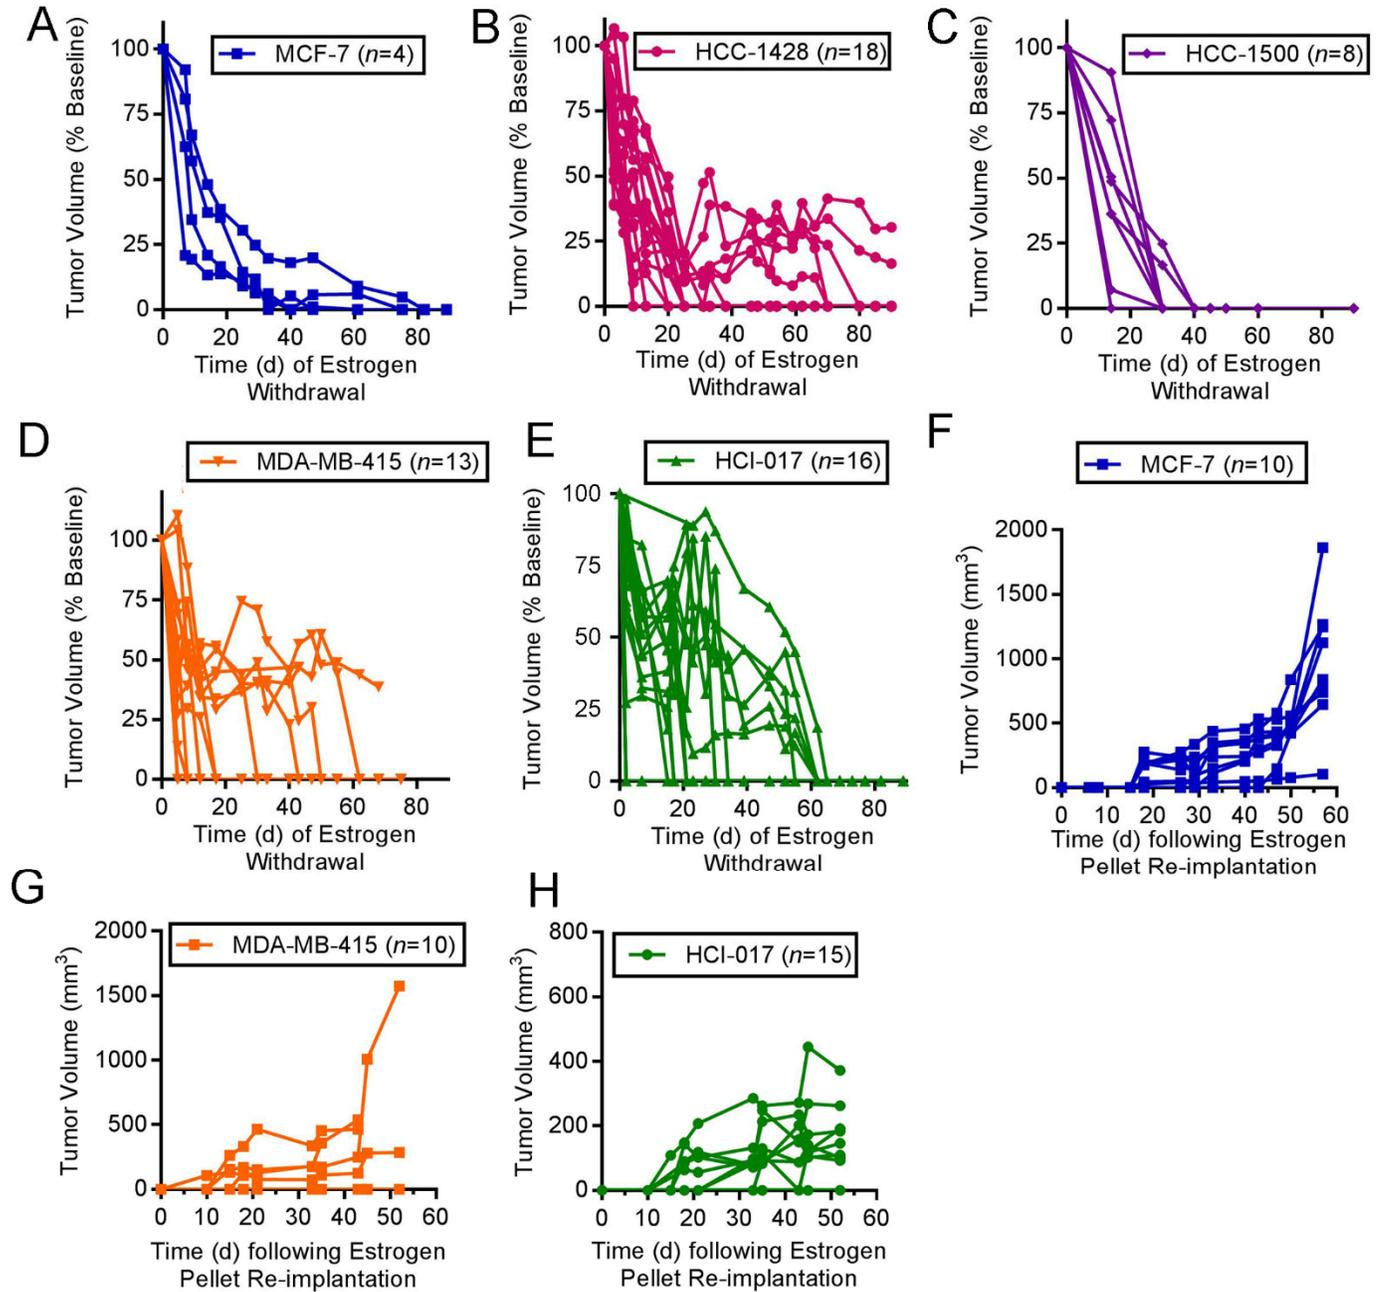 A
Tumor Volume (% Baseline)
MCF-7 (n=4)
100
75
50
25
0
0 20 40 60 80
Time (d) of Estrogen
Withdrawal
B
Tumor Volume (% Baseline)
HCC-1428 (n=18)
100
75
50
25
0
0 20 40 60 80
Time (d) of Estrogen
Withdrawal
C
Tumor Volume (% Baseline)
HCC-1500 (n=8)
100
75
50
25
0
0 20 40 60 80
Time (d) of Estrogen
Withdrawal
D
Tumor Volume (% Baseline)
MDA-MB-415 (n=13)
100
75
50
25
0
0 20 40 60 80
Time (d) of Estrogen
Withdrawal
E
Tumor Volume (% Baseline)
HCI-017 (n=16)
100
75
50
25
0
0 20 40 60 80
Time (d) of Estrogen
Withdrawal
F
Tumor Volume (mm³)
MCF-7 (n=10)
2000
1500
1000
500
0
0 10 20 30 40 50 60
Time (d) following Estrogen
Pellet Re-implantation
G
Tumor Volume (mm³)
MDA-MB-415 (n=10)
2000
1500
1000
500
0
0 10 20 30 40 50 60
Time (d) following Estrogen
Pellet Re-implantation
H
Tumor Volume (mm³)
HCI-017 (n=15)
800
600
400
200
0
0 10 20 30 40 50 60
Time (d) following Estrogen
Pellet Re-implantation